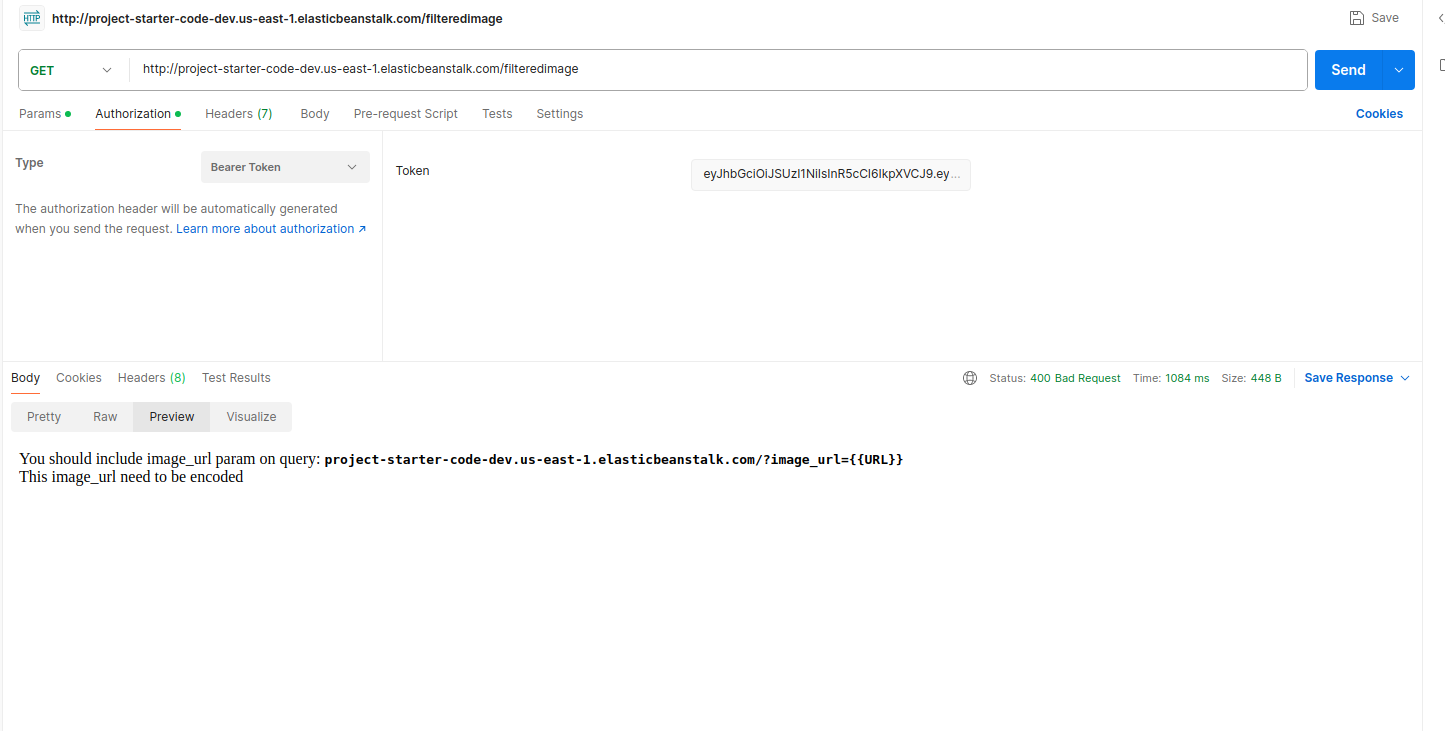 HTTP http://project-starter-code-dev.us-east-1.elasticbeanstalk.com/filteredimage Save
GET http://project-starter-code-dev.us-east-1.elasticbeanstalk.com/filteredimage Send
Params Authorization Headers (7) Body Pre-request Script Tests Settings Cookies
Type Bearer Token Token eyJhbGciOiJSUzI1NiIsInR5cCI6IkpXVCJ9.ey...
The authorization header will be automatically generated
when you send the request. Learn more about authorization ↗
Body Cookies Headers (8) Test Results Status: 400 Bad Request Time: 1084 ms Size: 448 B Save Response
Pretty Raw Preview Visualize
You should include image_url param on query: project-starter-code-dev.us-east-1.elasticbeanstalk.com/?image_url={{URL}}
This image_url need to be encoded